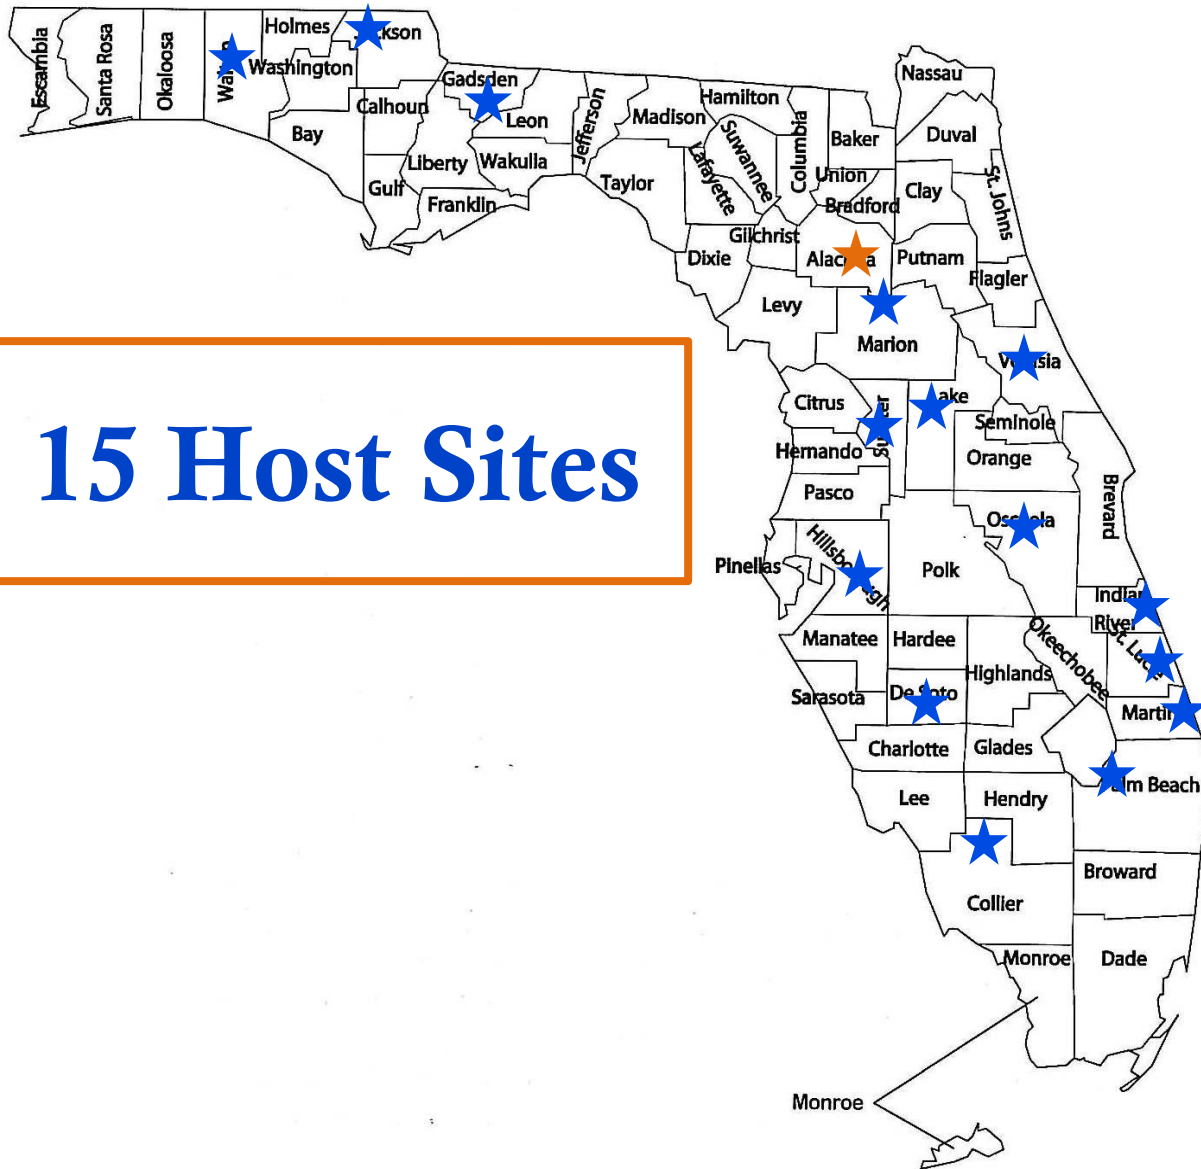 Escambia
Santa Rosa
Okaloosa
Holmes
Washington
Bay
Calhoun
Gulf
Gadsden
Liberty
Franklin
Leon
Wakulla
Jefferson
Madison
Taylor
Hamilton
Suwannee
Lafayette
Columbia
Baker
Union
Bradford
Nassau
Duval
Clay
St. Johns
Gilchrist
Dixie
Putnam
Flagler
Levy
Marion
15 Host Sites
Citrus
Seminole
Hernando
Orange
Pasco
Brevard
Pinellas
Polk
Indian
River
Manatee
Hardee
Okeechobee
Highlands
Sarasota
Martin
Charlotte
Glades
Lee
Hendry
Broward
Collier
Monroe
Dade
Monroe